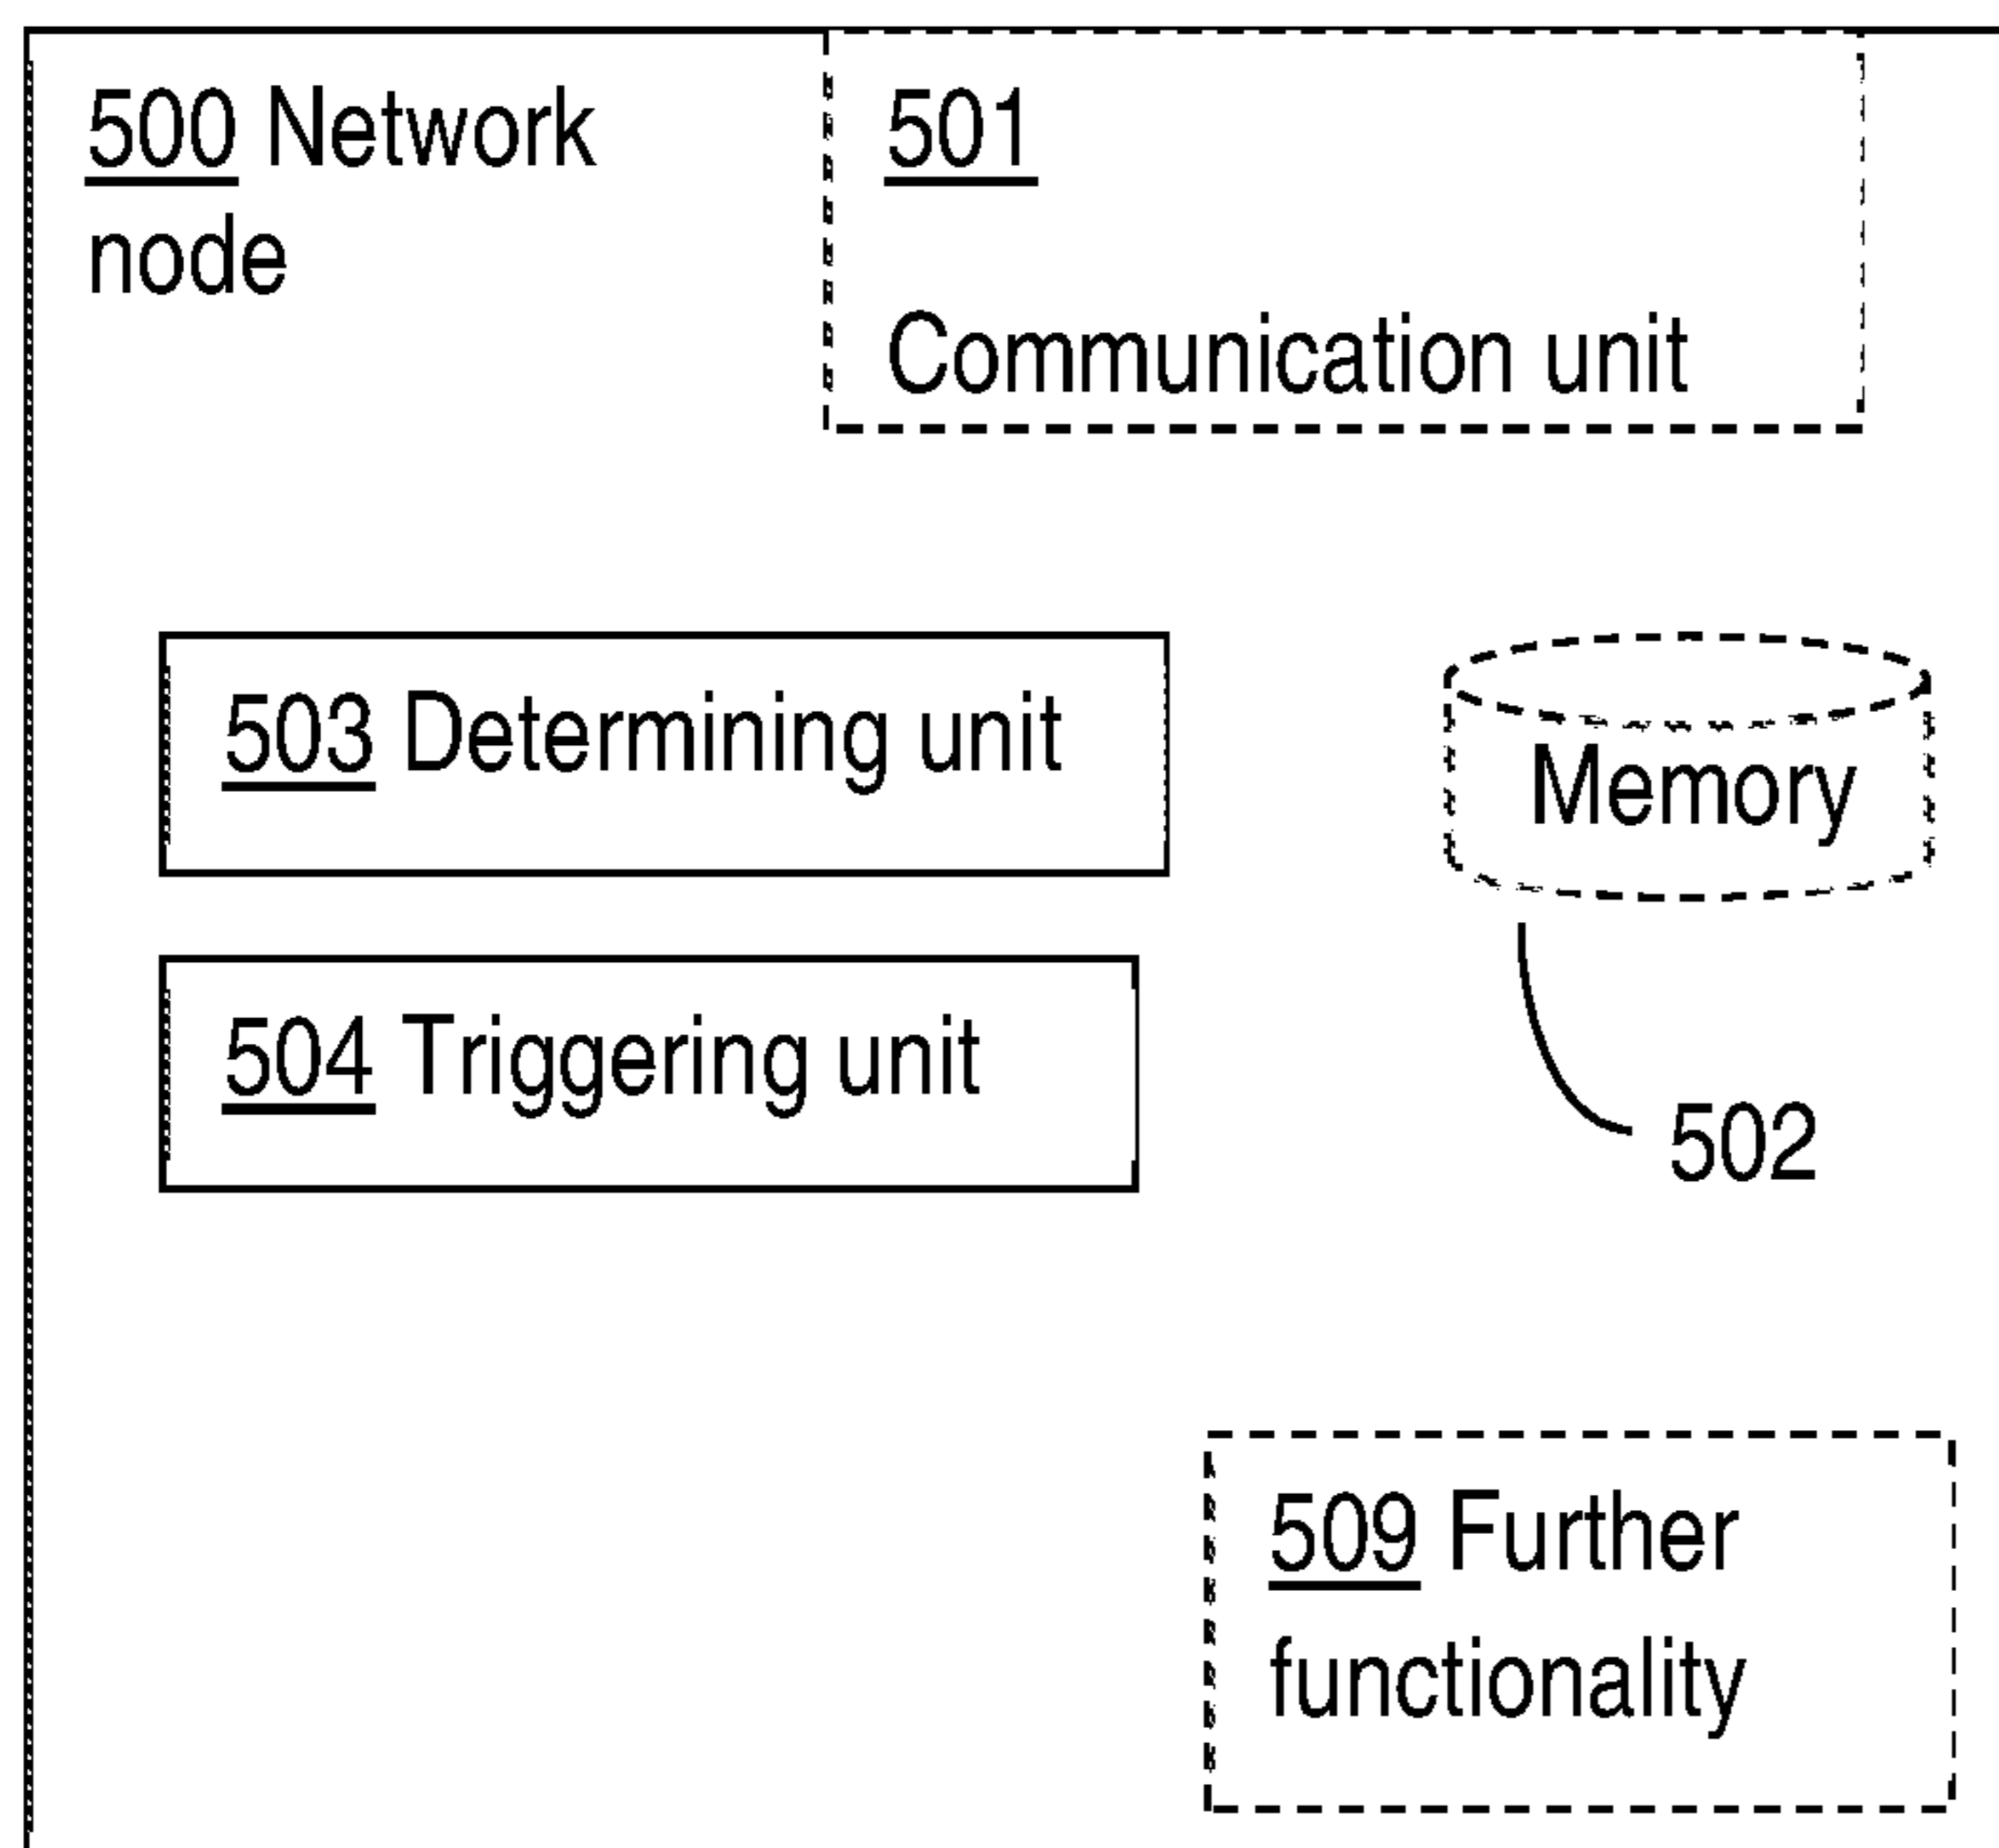 500 Network
node
501
Communication unit
503 Determining unit
Memory
504 Triggering unit
502
509 Further
functionality